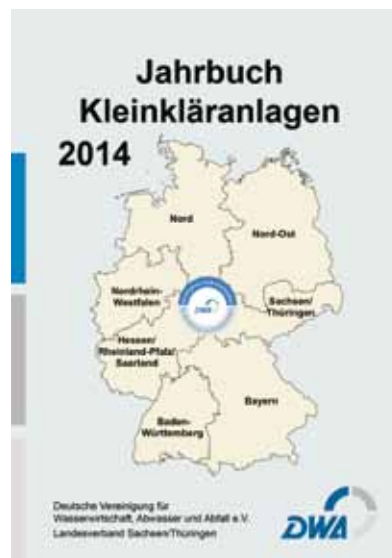 Jahrbuch
Kleinkläranlagen
2014
Nord
Nord-Ost
Nordrhein-
Westfalen
Sachsen/
Thüringen
DWA
Hessen/
Rheinland-Pfalz/
Saarland
Bayern
Baden-
Württemberg
Deutsche Vereinigung für
Wasserwirtschaft, Abwasser und Abfall e.V.
Landesverband Sachsen/Thüringen
DWA